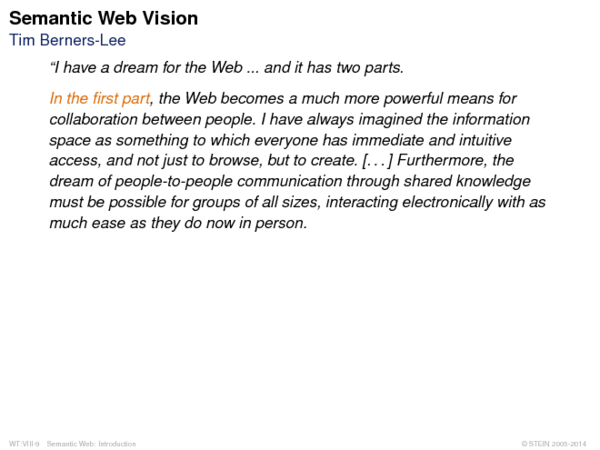 Semantic Web Vision
Tim Berners-Lee
“I have a dream for the Web ... and it has two parts.
In the first part, the Web becomes a much more powerful means for
collaboration between people. I have always imagined the information
space as something to which everyone has immediate and intuitive
access, and not just to browse, but to create. [. . . ] Furthermore, the
dream of people-to-people communication through shared knowledge
must be possible for groups of all sizes, interacting electronically with as
much ease as they do now in person.
WT:VIII-9 Semantic Web: Introduction © STEIN 2005-2014